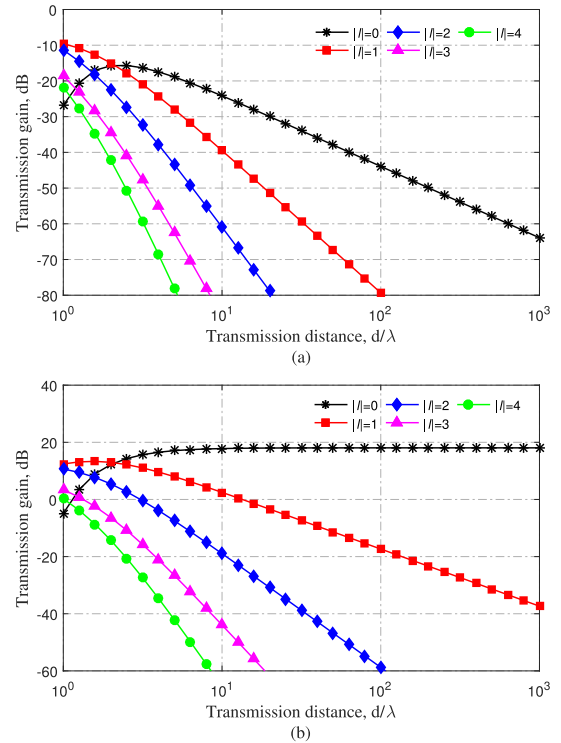 0
-10
-20
-30
-40
-50
-60
-70
-80
Transmission gain, dB
|l|=0 |l|=2 |l|=4
|l|=1 |l|=3
10^0 10^1 10^2 10^3
Transmission distance, d/λ
(a)
40
20
0
-20
-40
-60
Transmission gain, dB
|l|=0 |l|=2 |l|=4
|l|=1 |l|=3
10^0 10^1 10^2 10^3
Transmission distance, d/λ
(b)